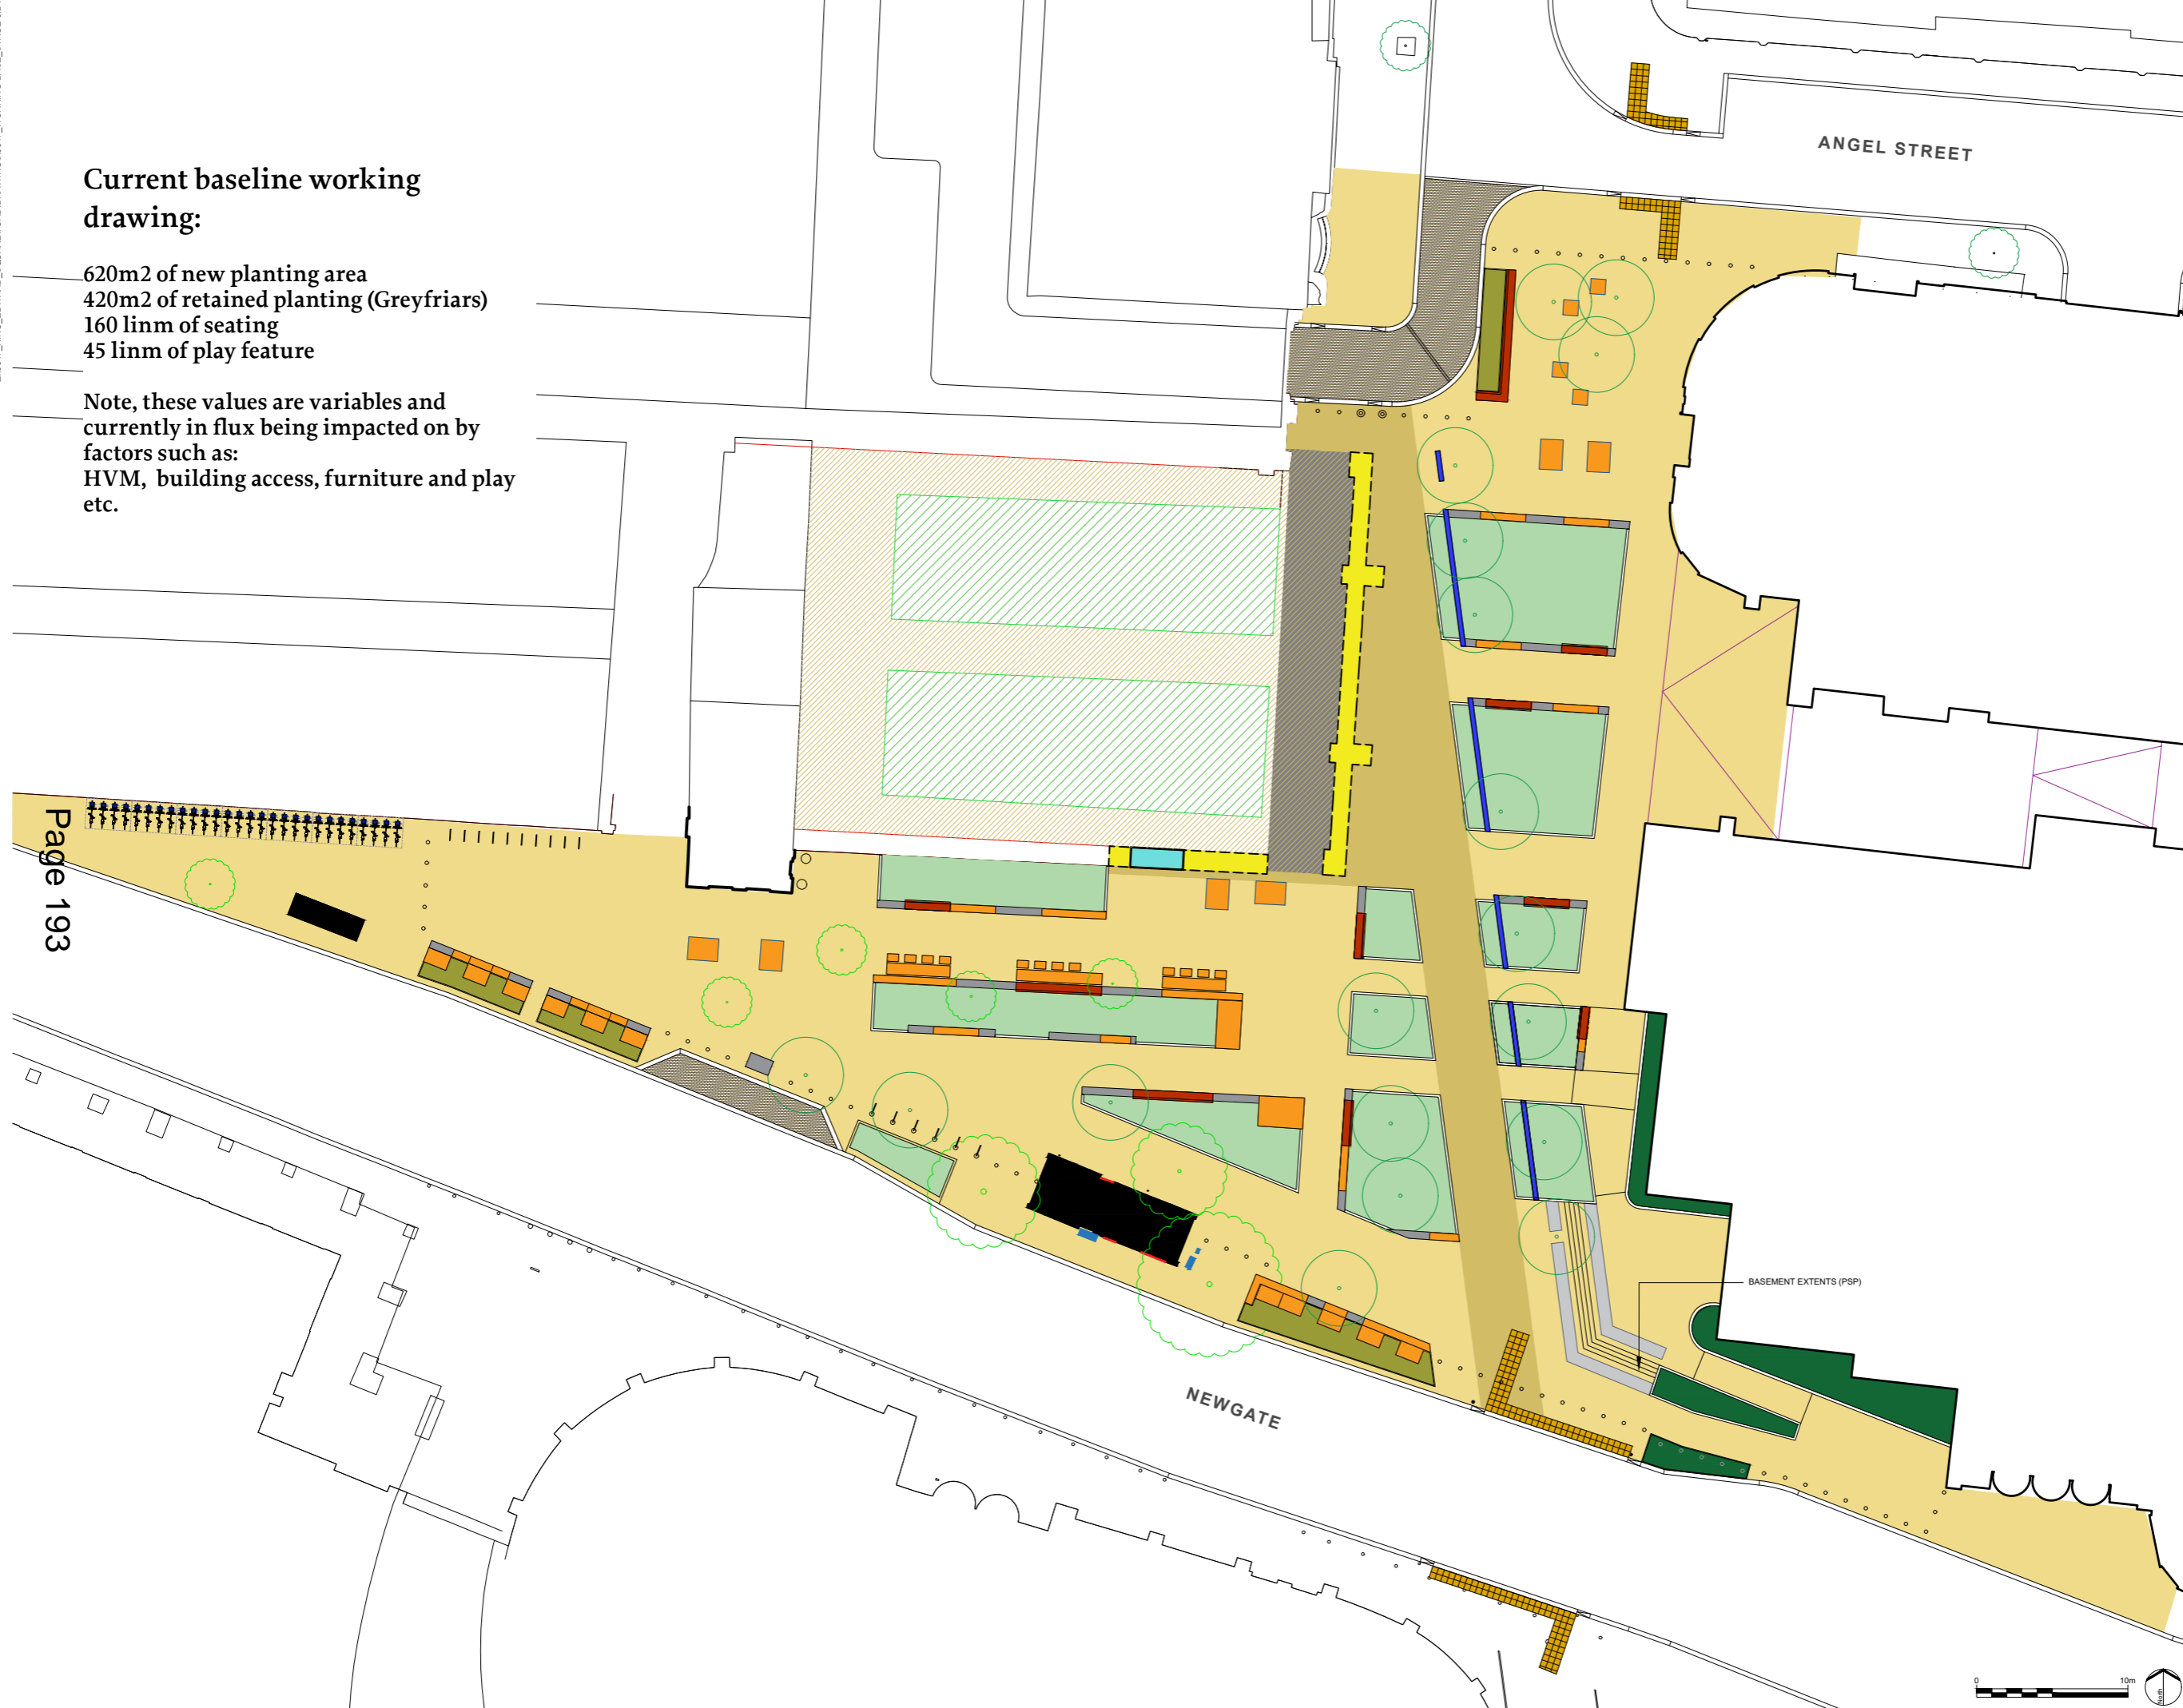 Current baseline working
drawing:
620m2 of new planting area
420m2 of retained planting (Greyfriars)
160 linm of seating
45 linm of play feature
Note, these values are variables and
currently in flux being impacted on by
factors such as:
HVM, building access, furniture and play
etc.
ANGEL STREET
Page 193
BASEMENT EXTENTS (PSP)
NEWGATE
0
10m
North